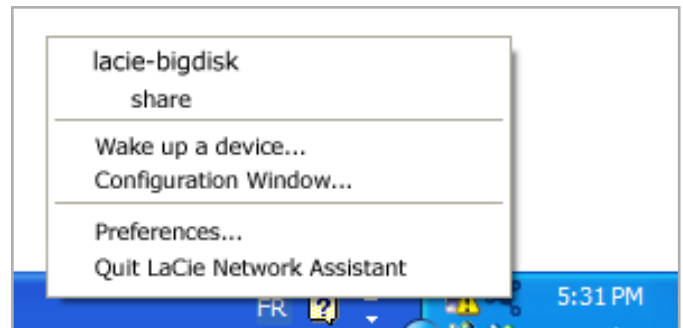 lacie-bigdisk
share
Wake up a device...
Configuration Window...
Preferences...
Quit LaCie Network Assistant
FR ? 5:31 PM